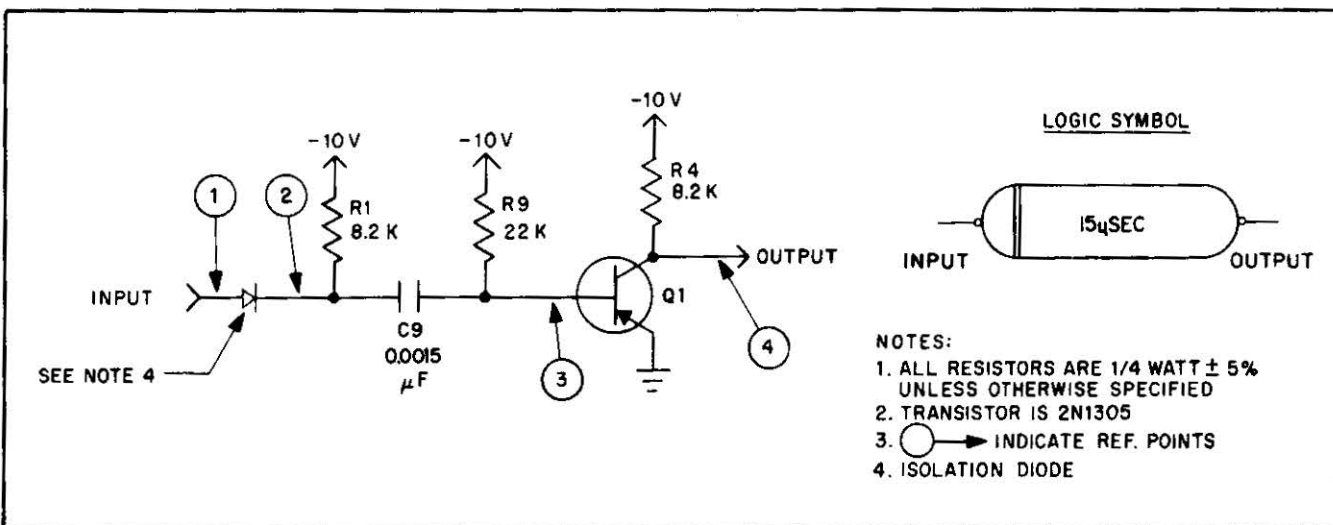 -10 V
-10 V
-10 V
LOGIC SYMBOL
1
2
R1
8.2 K
R9
22 K
R 4
8.2 K
15μSEC
INPUT
OUTPUT
INPUT
C9
0.0015
μF
Q1
OUTPUT
SEE NOTE 4
3
4
NOTES:
1. ALL RESISTORS ARE 1/4 WATT ± 5%
UNLESS OTHERWISE SPECIFIED
2. TRANSISTOR IS 2N1305
3. INDICATE REF. POINTS
4. ISOLATION DIODE